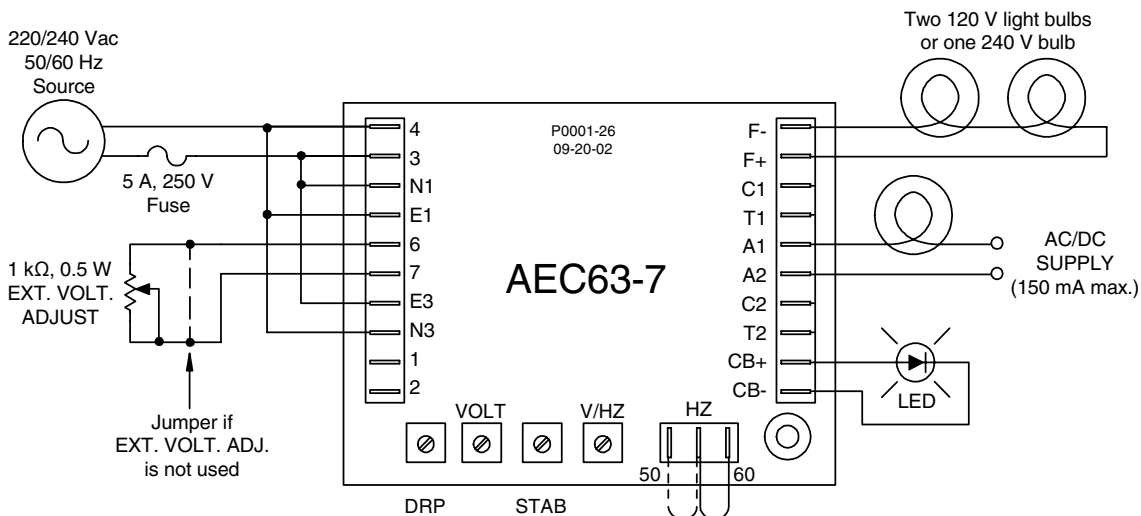 220/240 Vac
50/60 Hz
Source
5 A, 250 V
Fuse
1 kΩ, 0.5 W
EXT. VOLT.
ADJUST
Jumper if
EXT. VOLT. ADJ.
is not used
4
3
N1
E1
6
7
E3
N3
1
2
P0001-26
09-20-02
AEC63-7
VOLT
V/HZ
HZ
50
60
DRP
STAB
F-
F+
C1
T1
A1
A2
C2
T2
CB+
CB-
Two 120 V light bulbs
or one 240 V bulb
AC/DC
SUPPLY
(150 mA max.)
LED